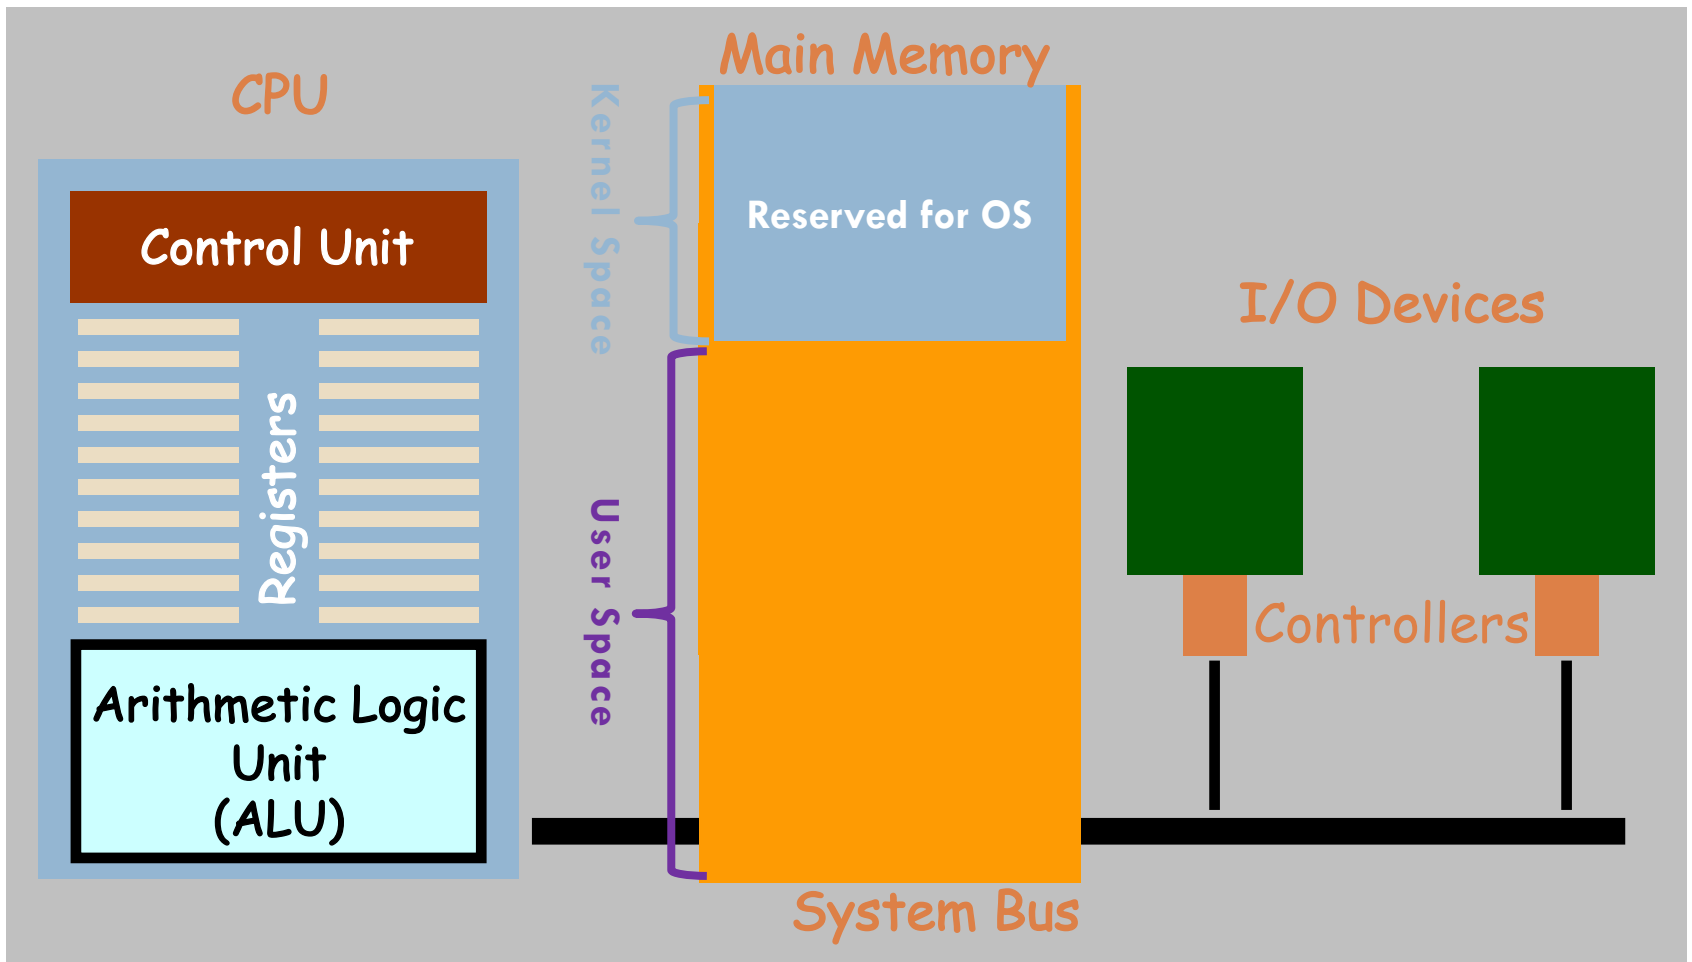 CPU
Control Unit
Registers
Arithmetic Logic
Unit
(ALU)
Main Memory
Kernel Space
Reserved for OS
User Space
System Bus
I/O Devices
Controllers